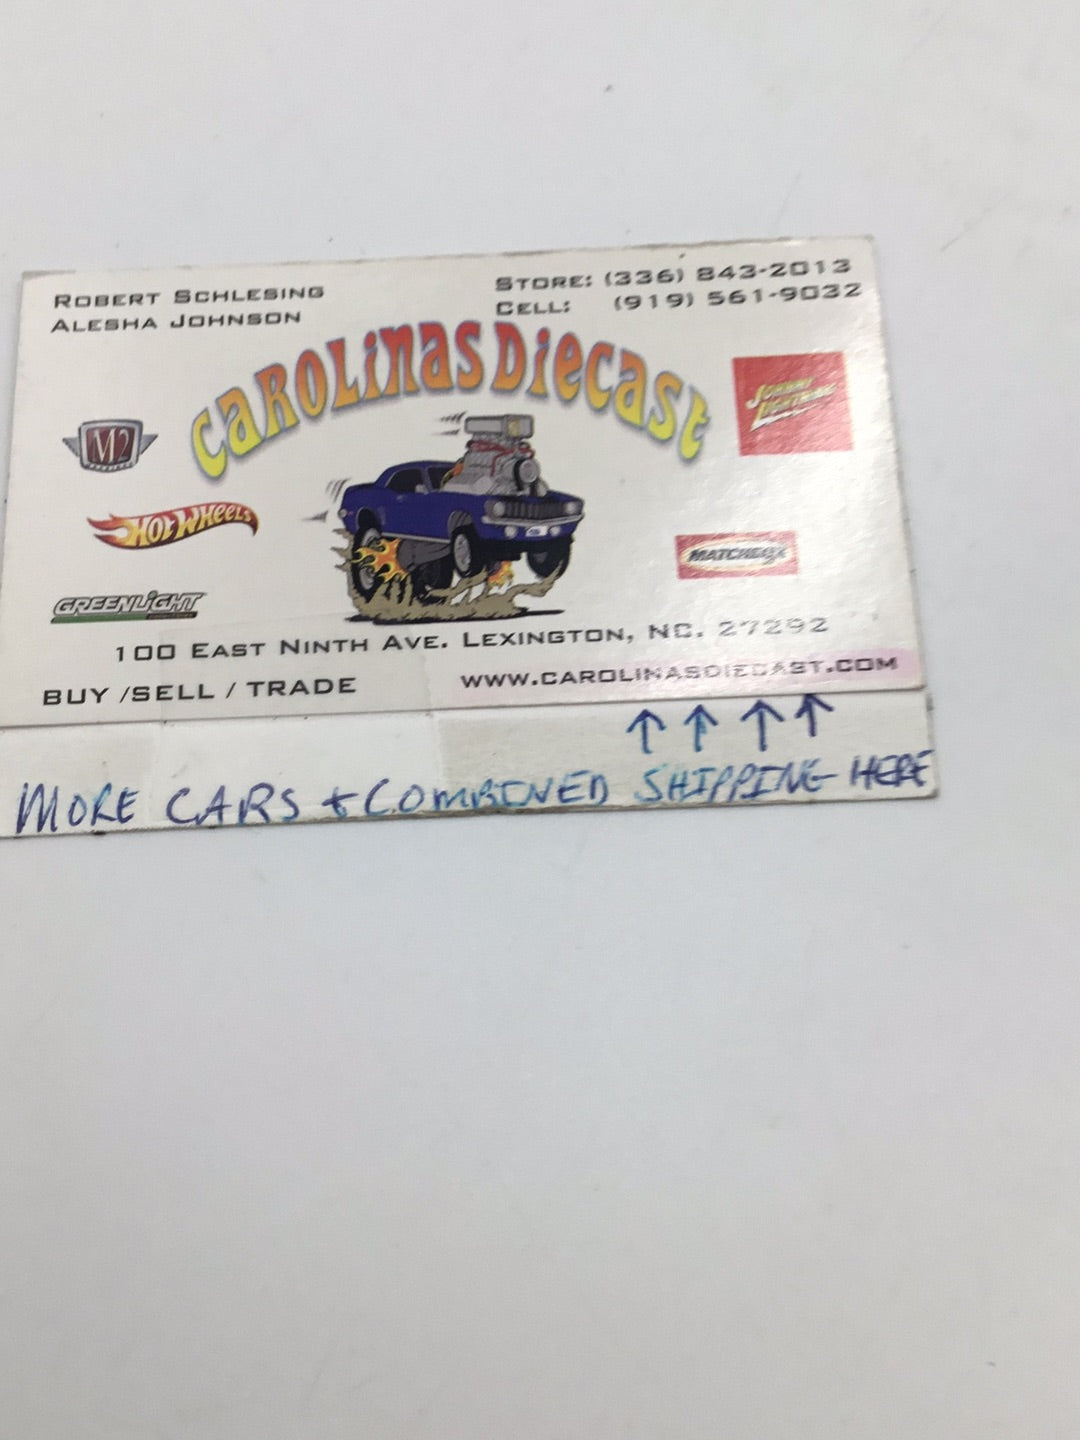 ROBERT SCHLESING
ALESHA JOHNSON
STORE: (336) 843-2013
CELL: (919) 561-9032
CAROLINAS DIECAST
JOHNNY LIGHTNING
M2
HOT WHEELS
MATCHBOX
GREENLIGHT
100 EAST NINTH AVE. LEXINGTON, NC. 27292
BUY /SELL / TRADE
WWW.CAROLINASDIECAST.COM
MORE CARS + COMBINED SHIPPING HERE